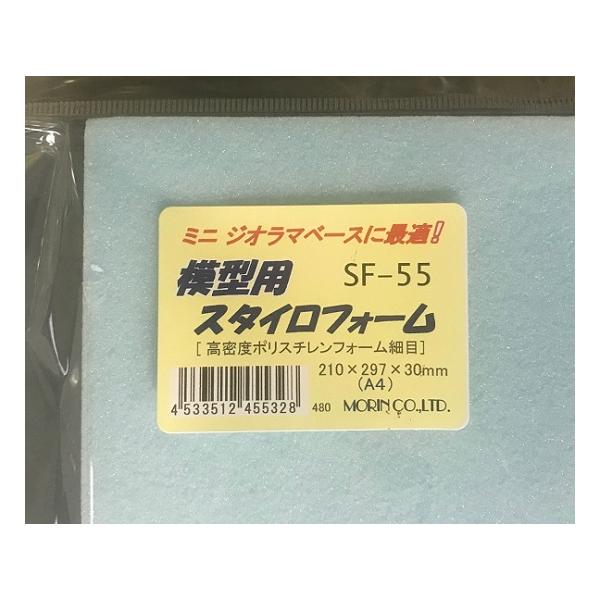 ミニ ジオラマベースに最適!
模型用 SF-55
スタイロフォーム
[高密度ポリスチレンフォーム細目]
210×297×30mm
(A4)
4 533512 455328 480 MORIN CO.,LTD.